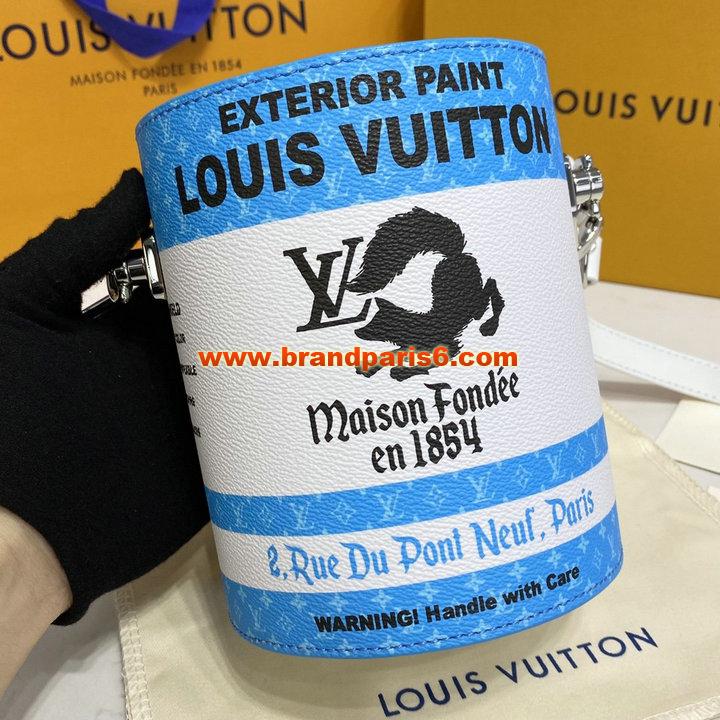 LOUIS VUITTON
MAISON FONDÉE EN 1854
PARIS
LOUIS VUITTON
EXTERIOR PAINT
LOUIS VUITTON
LV
www.brandparis6.com
Maison Fondée
en 1854
2, Rue Du Pont Neuf, Paris
WARNING! Handle with Care
LOUIS VUITTON